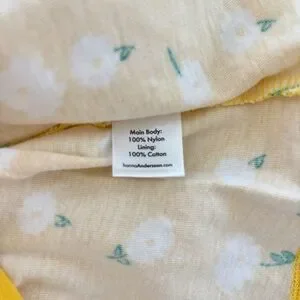 Main Body:
100% Nylon
Lining:
100% Cotton
hannaAndersson.com